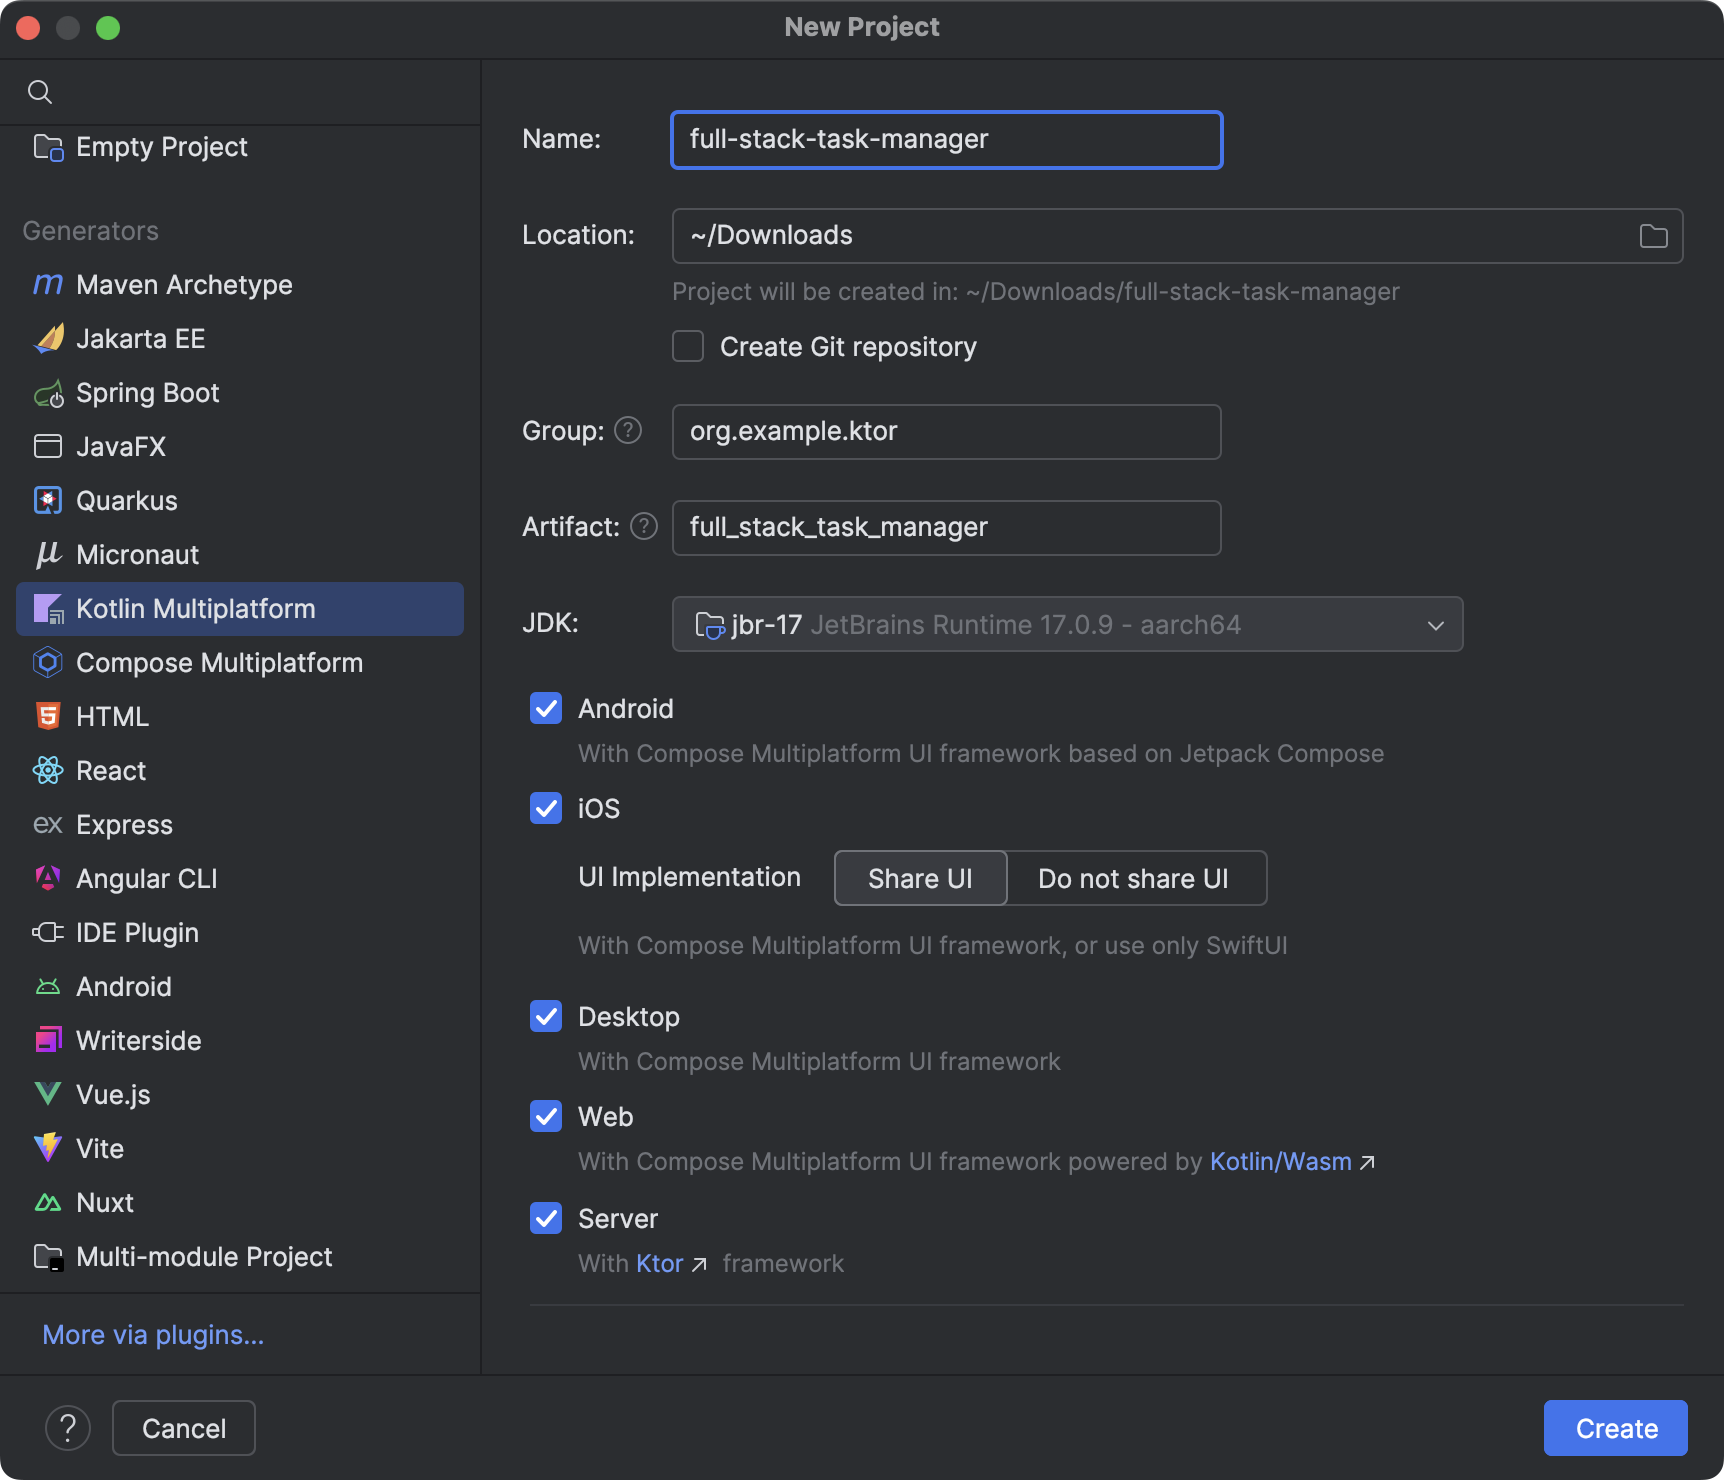 New Project
Empty Project
Generators
Maven Archetype
Jakarta EE
Spring Boot
JavaFX
Quarkus
Micronaut
Kotlin Multiplatform
Compose Multiplatform
HTML
React
ex Express
Angular CLI
IDE Plugin
Android
Writerside
Vue.js
Vite
Nuxt
Multi-module Project
More via plugins...
Name: full-stack-task-manager
Location: ~/Downloads
Project will be created in: ~/Downloads/full-stack-task-manager
Create Git repository
Group: ? org.example.ktor
Artifact: ? full_stack_task_manager
JDK: jbr-17 JetBrains Runtime 17.0.9 - aarch64
Android
With Compose Multiplatform UI framework based on Jetpack Compose
iOS
UI Implementation Share UI Do not share UI
With Compose Multiplatform UI framework, or use only SwiftUI
Desktop
With Compose Multiplatform UI framework
Web
With Compose Multiplatform UI framework powered by Kotlin/Wasm ↗
Server
With Ktor ↗ framework
? Cancel Create